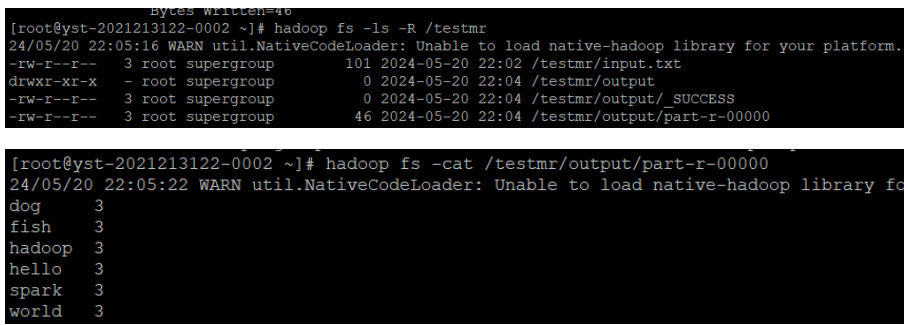 Bytes Written=46
[root@yst-2021213122-0002 ~]# hadoop fs -ls -R /testmr
24/05/20 22:05:16 WARN util.NativeCodeLoader: Unable to load native-hadoop library for your platform.
-rw-r--r--   3 root supergroup        101 2024-05-20 22:02 /testmr/input.txt
drwxr-xr-x   - root supergroup          0 2024-05-20 22:04 /testmr/output
-rw-r--r--   3 root supergroup          0 2024-05-20 22:04 /testmr/output/_SUCCESS
-rw-r--r--   3 root supergroup         46 2024-05-20 22:04 /testmr/output/part-r-00000
[root@yst-2021213122-0002 ~]# hadoop fs -cat /testmr/output/part-r-00000
24/05/20 22:05:22 WARN util.NativeCodeLoader: Unable to load native-hadoop library fo
dog     3
fish    3
hadoop  3
hello   3
spark   3
world   3